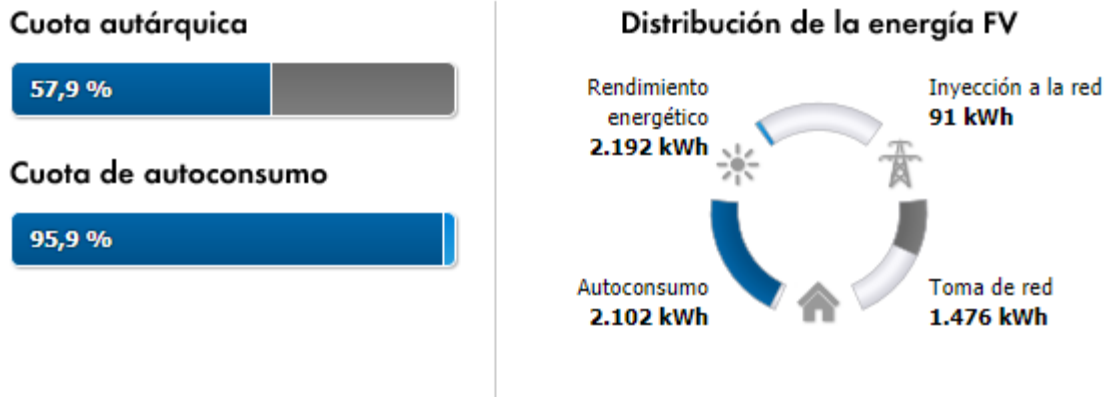 Cuota autárquica
57,9 %
Cuota de autoconsumo
95,9 %
Distribución de la energía FV
Rendimiento
energético
2.192 kWh
Inyección a la red
91 kWh
Autoconsumo
2.102 kWh
Toma de red
1.476 kWh